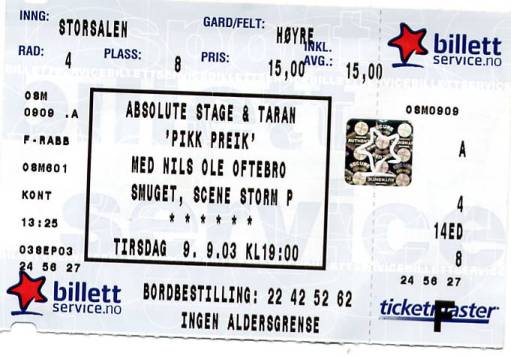 INNG: STORSALEN GARD/FELT: HØYRE
RAD: 4 PLASS: 8 PRIS: 15,00 INKL. AVG.: 15,00
billett
service.no
OSM
0909 .A
F-RABB
OSM601
KONT
13:25
03SEP03
24 56 27
ABSOLUTE STAGE & TARAN
'PIKK PREIK'
MED NILS OLE OFTEBRO
SMUGET, SCENE STORM P
* * * * * *
TIRSDAG 9. 9.03 KL19:00
OSM0909
A
4
14ED
8
24 56 27
billett
service.no
BORDBESTILING: 22 42 52 62
INGEN ALDERSGRENSE
ticketmaster
F